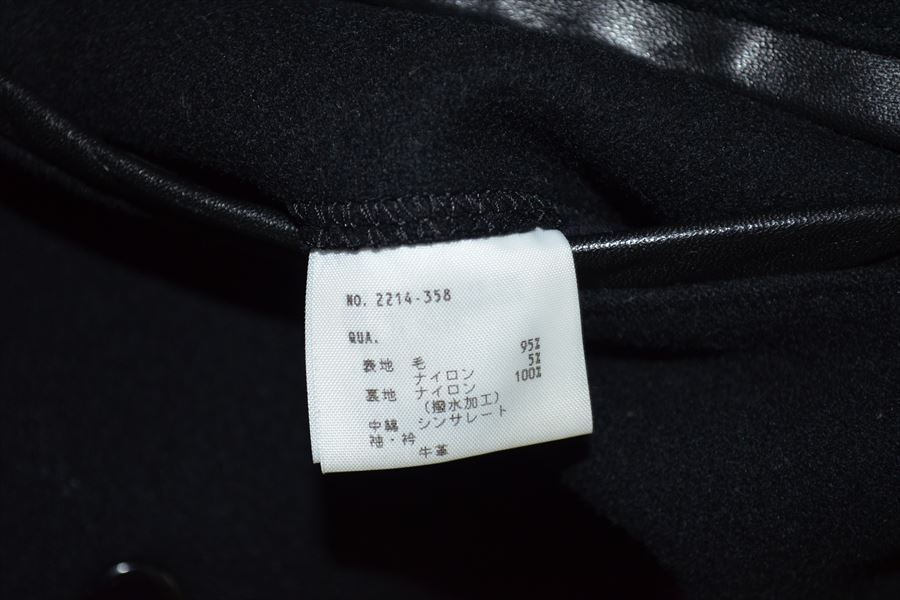 NO. 2214-358
QUA.
表地 毛 95%
ナイロン 5%
裏地 ナイロン 100%
(撥水加工)
中綿 シンサレート
袖・衿
牛革